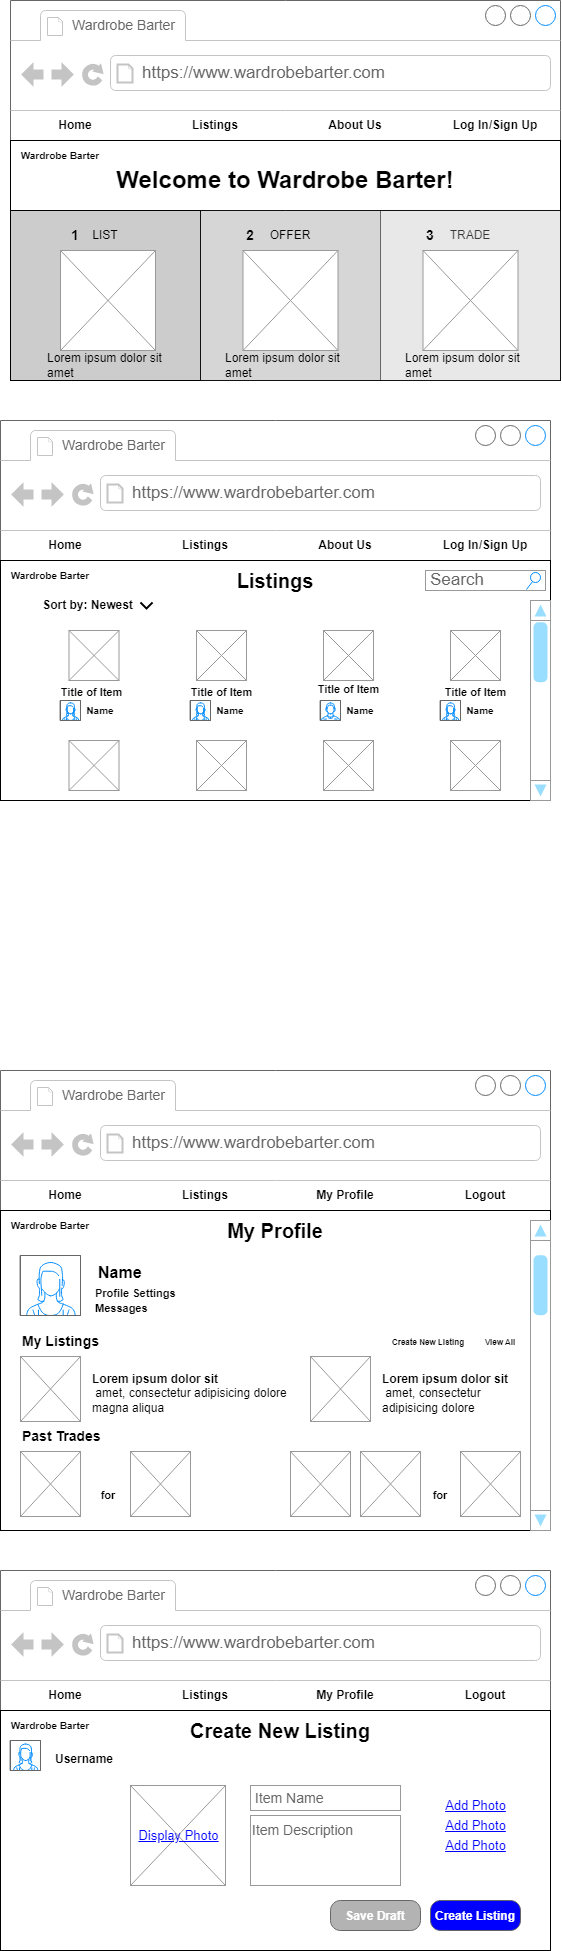 Wardrobe Barter
https://www.wardrobebarter.com
Home Listings About Us Log In/Sign Up
Wardrobe Barter
Welcome to Wardrobe Barter!
1 LIST 2 OFFER 3 TRADE
Lorem ipsum dolor sit Lorem ipsum dolor sit Lorem ipsum dolor sit
amet amet amet
Wardrobe Barter
https://www.wardrobebarter.com
Home Listings About Us Log In/Sign Up
Wardrobe Barter Listings Search
Sort by: Newest
Title of Item Title of Item Title of Item Title of Item
Name Name Name Name
Wardrobe Barter
https://www.wardrobebarter.com
Home Listings My Profile Logout
Wardrobe Barter My Profile
Name
Profile Settings
Messages
My Listings Create New Listing View All
Lorem ipsum dolor sit Lorem ipsum dolor sit
amet, consectetur adipisicing dolore amet, consectetur
magna aliqua adipisicing dolore
Past Trades
for for
Wardrobe Barter
https://www.wardrobebarter.com
Home Listings My Profile Logout
Wardrobe Barter Create New Listing
Username
Item Name
Add Photo
Display Photo Item Description Add Photo
Add Photo
Save Draft Create Listing